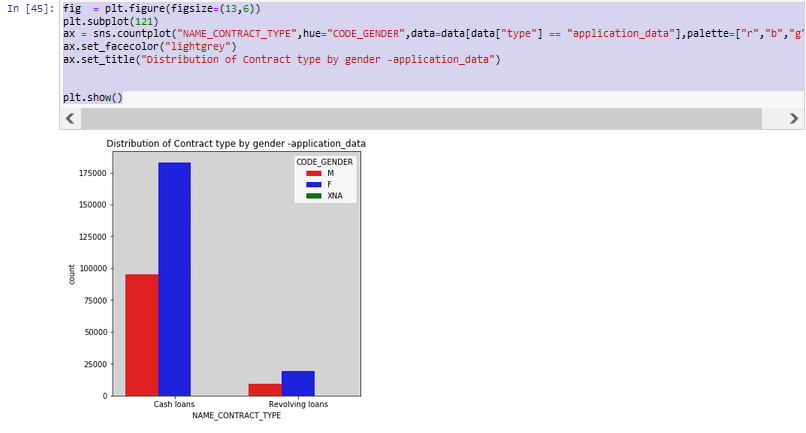 In [45]:
fig  = plt.figure(figsize=(13,6))
plt.subplot(121)
ax = sns.countplot("NAME_CONTRACT_TYPE",hue="CODE_GENDER",data=data[data["type"] == "application_data"],palette=["r","b","g"
ax.set_facecolor("lightgrey")
ax.set_title("Distribution of Contract type by gender -application_data")
plt.show()
Distribution of Contract type by gender -application_data
CODE_GENDER
M
F
XNA
175000
150000
125000
100000
75000
50000
25000
0
count
Cash loans
Revolving loans
NAME_CONTRACT_TYPE